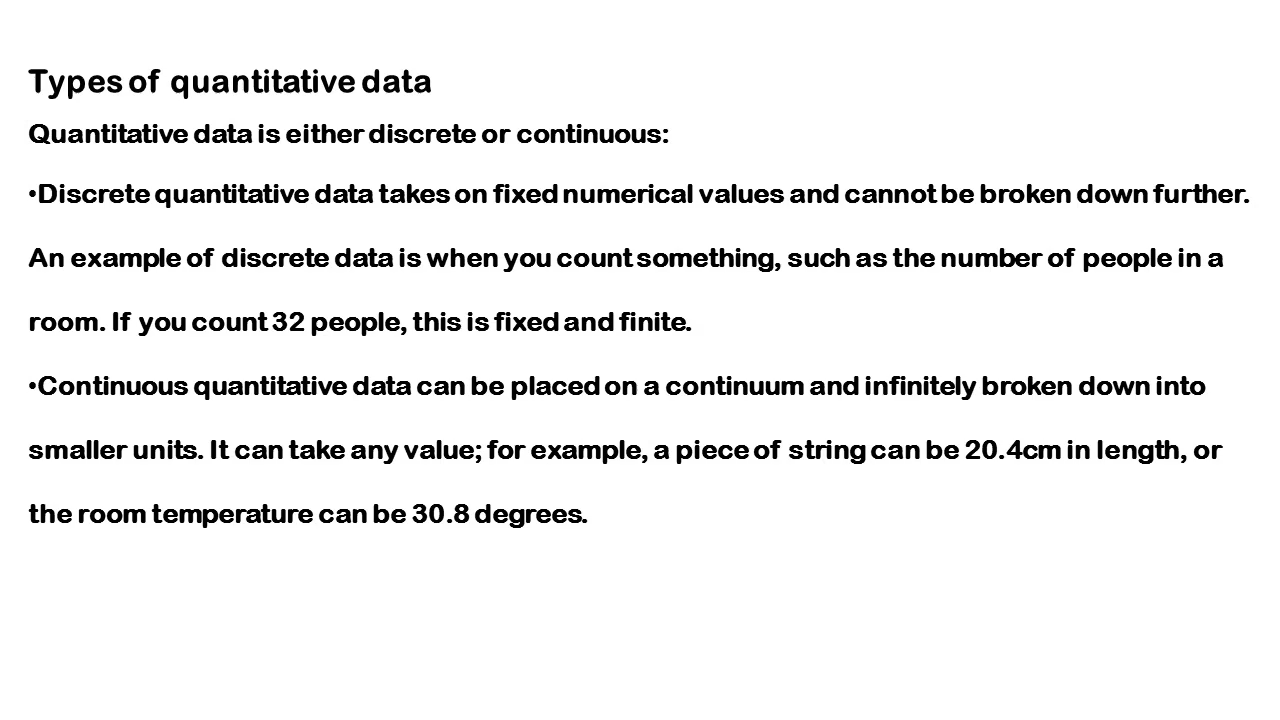 Types of quantitative data
Quantitative data is either discrete or continuous:
•Discrete quantitative data takes on fixed numerical values and cannot be broken down further.
An example of discrete data is when you count something, such as the number of people in a
room. If you count 32 people, this is fixed and finite.
•Continuous quantitative data can be placed on a continuum and infinitely broken down into
smaller units. It can take any value; for example, a piece of string can be 20.4cm in length, or
the room temperature can be 30.8 degrees.